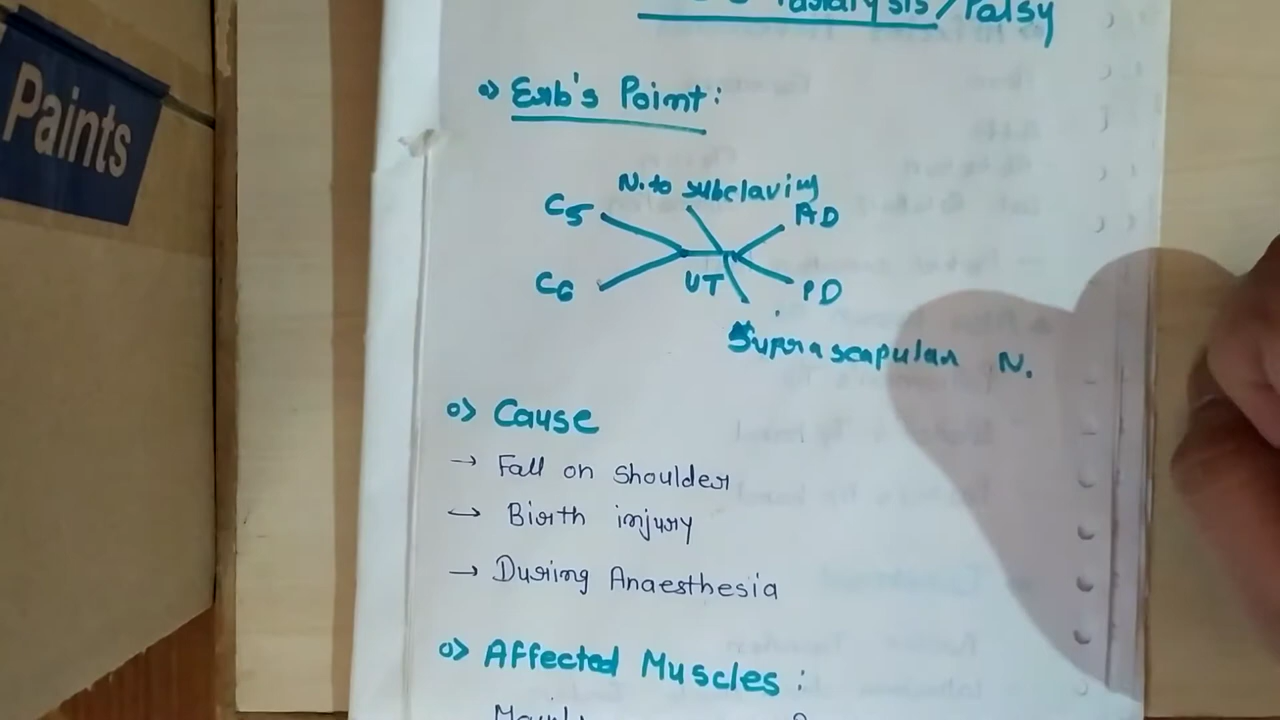 Paints
/Palsy
Erb's Point:
N. to subclavius
C5
AD
C6
UT
PD
Suprascapular N.
Cause
→ Fall on shoulder
→ Birth injury
→ During Anaesthesia
Affected Muscles: